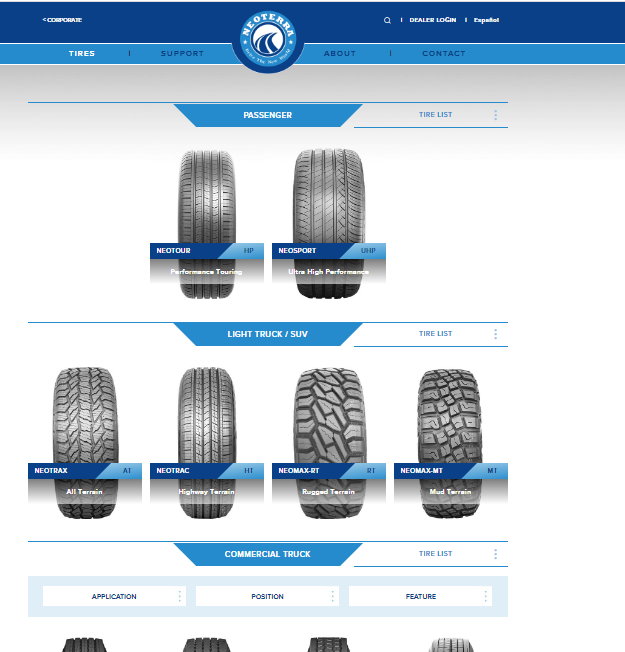 < CORPORATE
DEALER LOGIN
Español
NEOTERRA
TIRES
SUPPORT
ABOUT
CONTACT
PASSENGER
TIRE LIST
NEOTOUR HP
Performance Touring
NEOSPORT UHP
Ultra High Performance
LIGHT TRUCK / SUV
TIRE LIST
NEOTRAX AT
All Terrain
NEOTRAC HT
Highway Terrain
NEOMAX-RT RT
Rugged Terrain
NEOMAX-MT MT
Mud Terrain
COMMERCIAL TRUCK
TIRE LIST
APPLICATION
POSITION
FEATURE